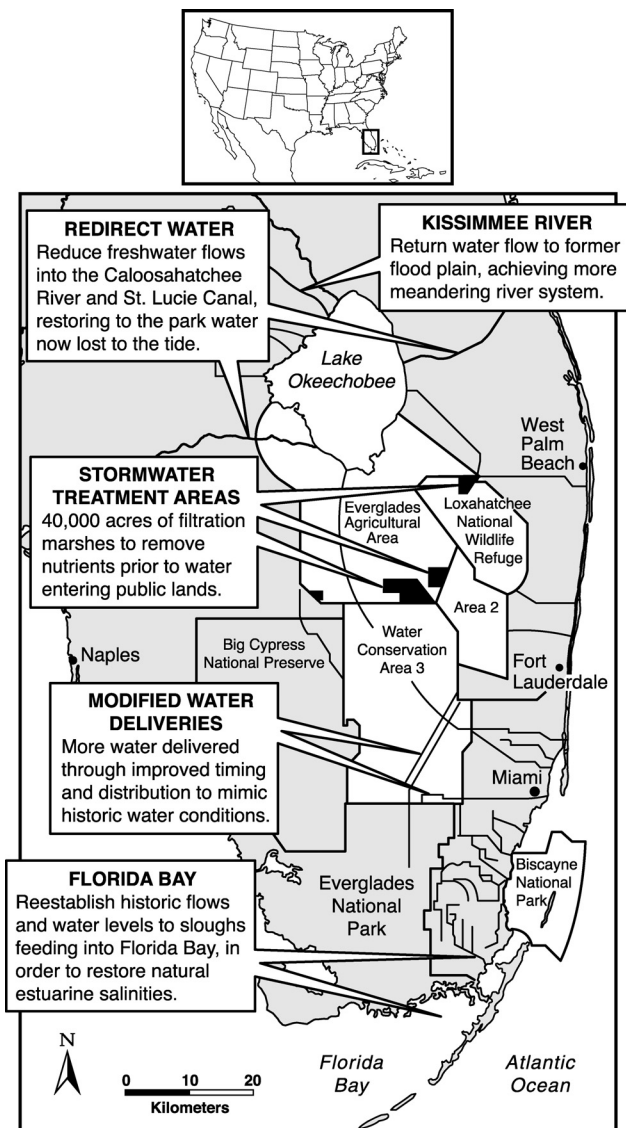 REDIRECT WATER
Reduce freshwater flows
into the Caloosahatchee
River and St. Lucie Canal,
restoring to the park water
now lost to the tide.
KISSIMMEE RIVER
Return water flow to former
flood plain, achieving more
meandering river system.
Lake
Okeechobee
West
Palm
Beach
STORMWATER
TREATMENT AREAS
40,000 acres of filtration
marshes to remove
nutrients prior to water
entering public lands.
Everglades
Agricultural
Area
Loxahatchee
National
Wildlife
Refuge
Area 2
Water
Conservation
Area 3
Big Cypress
National Preserve
Naples
Fort
Lauderdale
MODIFIED WATER
DELIVERIES
More water delivered
through improved timing
and distribution to mimic
historic water conditions.
Miami
Biscayne
National
Park
FLORIDA BAY
Reestablish historic flows
and water levels to sloughs
feeding into Florida Bay, in
order to restore natural
estuarine salinities.
Everglades
National
Park
N
0 10 20
Kilometers
Florida
Bay
Atlantic
Ocean